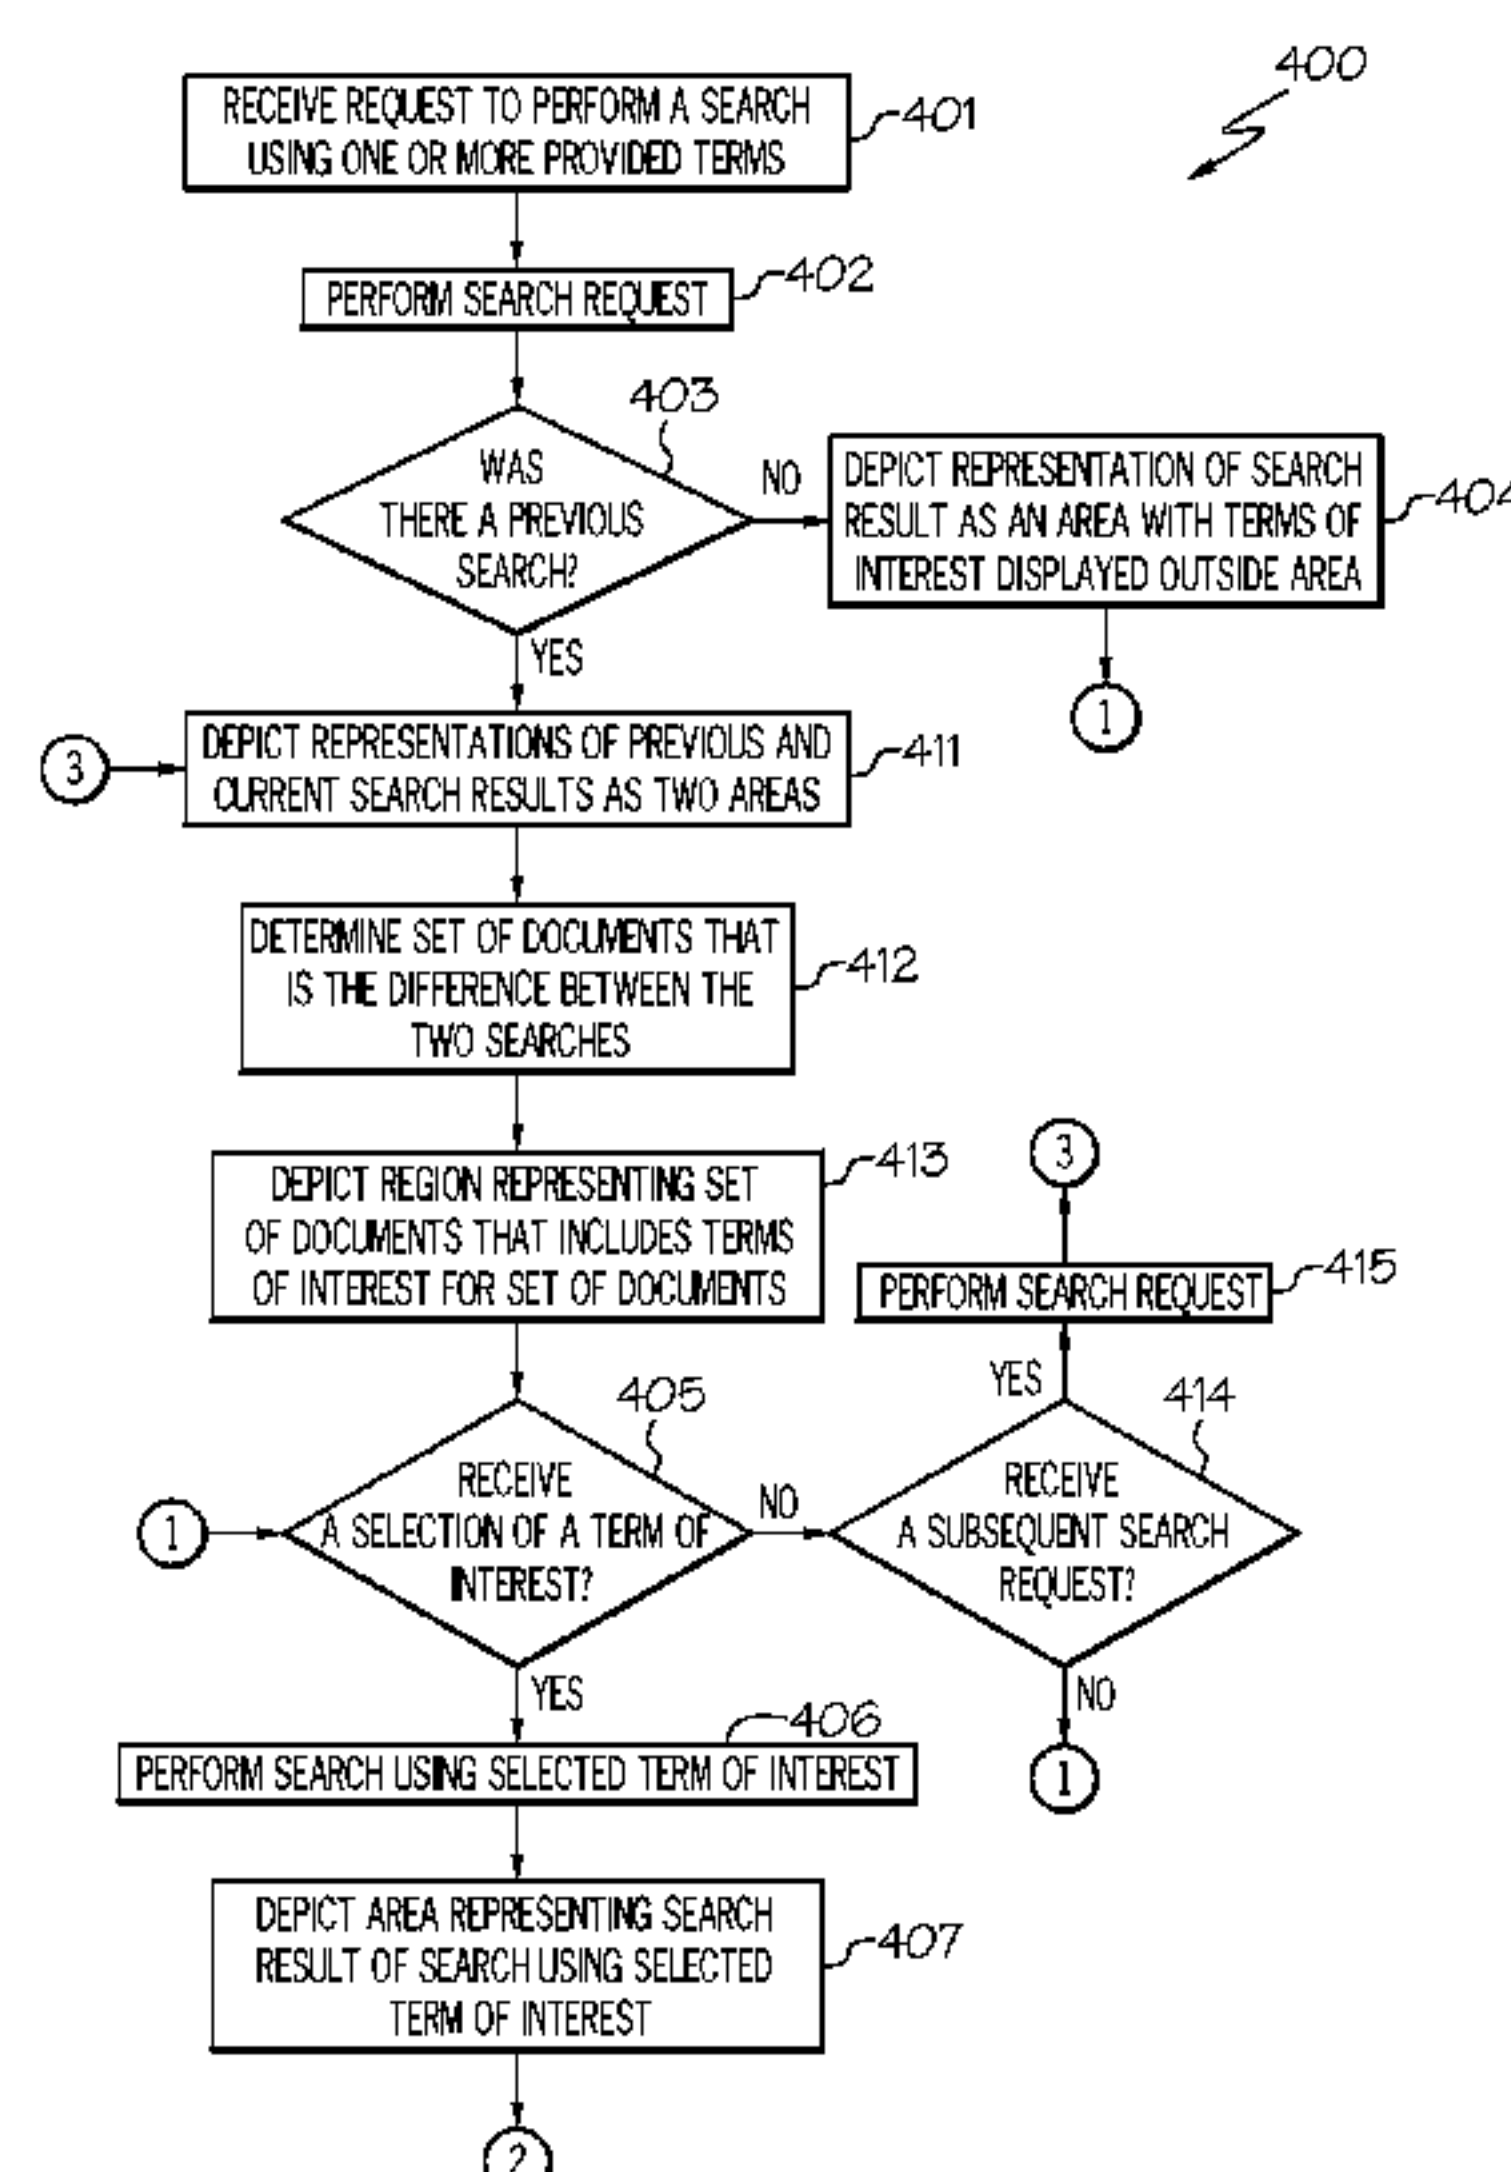 400
RECEIVE REQUEST TO PERFORM A SEARCH
USING ONE OR MORE PROVIDED TERMS
401
PERFORM SEARCH REQUEST
402
403
WAS
THERE A PREVIOUS
SEARCH?
NO
DEPICT REPRESENTATION OF SEARCH
RESULT AS AN AREA WITH TERMS OF
INTEREST DISPLAYED OUTSIDE AREA
404
1
YES
3
DEPICT REPRESENTATIONS OF PREVIOUS AND
CURRENT SEARCH RESULTS AS TWO AREAS
411
DETERMINE SET OF DOCUMENTS THAT
IS THE DIFFERENCE BETWEEN THE
TWO SEARCHES
412
DEPICT REGION REPRESENTING SET
OF DOCUMENTS THAT INCLUDES TERMS
OF INTEREST FOR SET OF DOCUMENTS
413
3
PERFORM SEARCH REQUEST
415
YES
405
1
RECEIVE
A SELECTION OF A TERM OF
INTEREST?
NO
414
RECEIVE
A SUBSEQUENT SEARCH
REQUEST?
NO
1
YES
406
PERFORM SEARCH USING SELECTED TERM OF INTEREST
DEPICT AREA REPRESENTING SEARCH
RESULT OF SEARCH USING SELECTED
TERM OF INTEREST
407
2